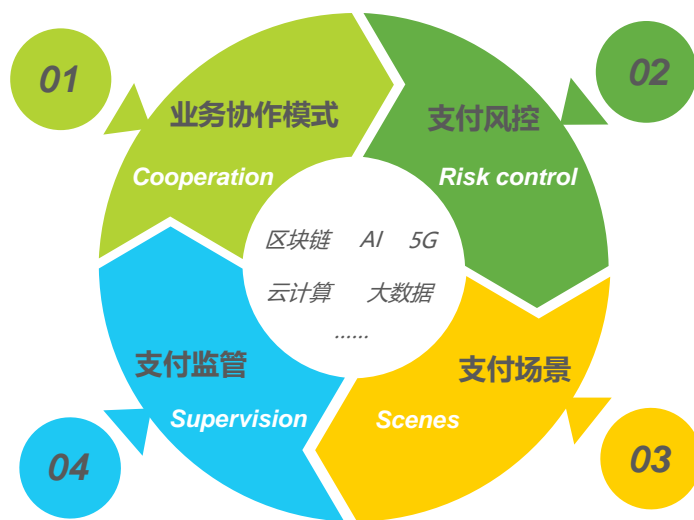 01
业务协作模式
Cooperation
02
支付风控
Risk control
区块链 AI 5G
云计算 大数据
......
支付监管
Supervision
04
支付场景
Scenes
03